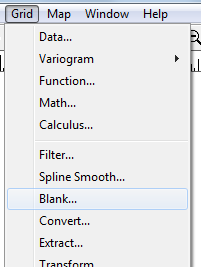 Grid Map Window Help
Data...
Variogram
Function...
Math...
Calculus...
Filter...
Spline Smooth...
Blank...
Convert...
Extract...
Transform